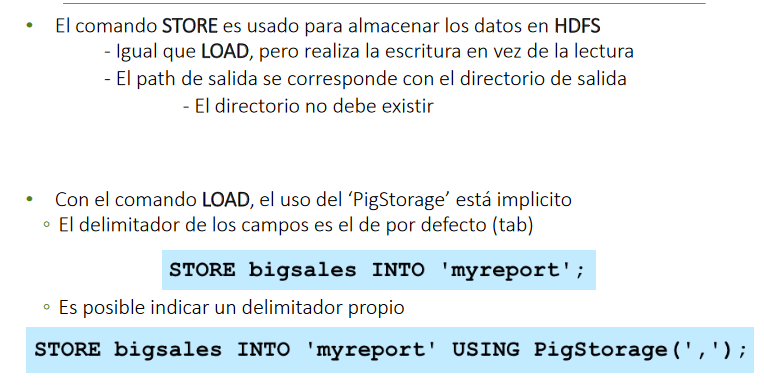 • El comando STORE es usado para almacenar los datos en HDFS
- Igual que LOAD, pero realiza la escritura en vez de la lectura
- El path de salida se corresponde con el directorio de salida
- El directorio no debe existir
• Con el comando LOAD, el uso del ‘PigStorage’ está implicito
◦ El delimitador de los campos es el de por defecto (tab)
STORE bigsales INTO 'myreport';
◦ Es posible indicar un delimitador propio
STORE bigsales INTO 'myreport' USING PigStorage(',');